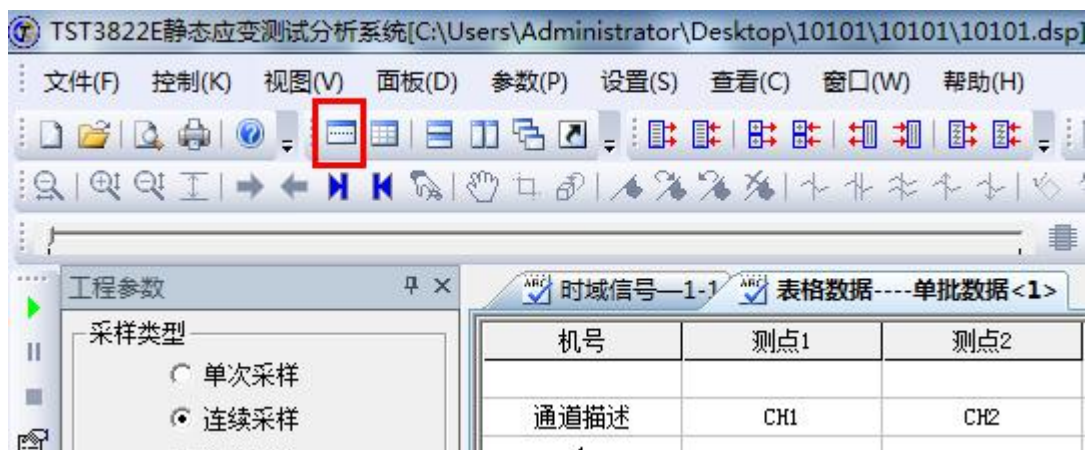 TST3822E静态应变测试分析系统[C:\Users\Administrator\Desktop\10101\10101\10101.dsp]
文件(F) 控制(K) 视图(V) 面板(D) 参数(P) 设置(S) 查看(C) 窗口(W) 帮助(H)
工程参数
时域信号—1-1 表格数据----单批数据<1>
采样类型
机号 测点1 测点2
单次采样
连续采样
通道描述 CH1 CH2